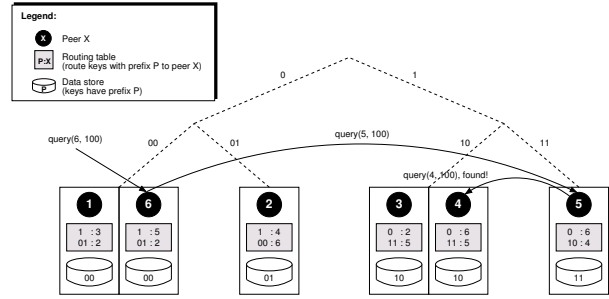 Legend:
X Peer X
P:X Routing table
(route keys with prefix P to peer X)
P Data store
(keys have prefix P)
0 1
query(6, 100) 00 01 query(5, 100) 10 11
query(4, 100), found!
1 6 2 3 4 5
1 : 3 1 : 5 1 : 4 0 : 2 0 : 6 0 : 6
01 : 2 01 : 2 00 : 6 11 : 5 11 : 5 10 : 4
00 00 01 10 10 11